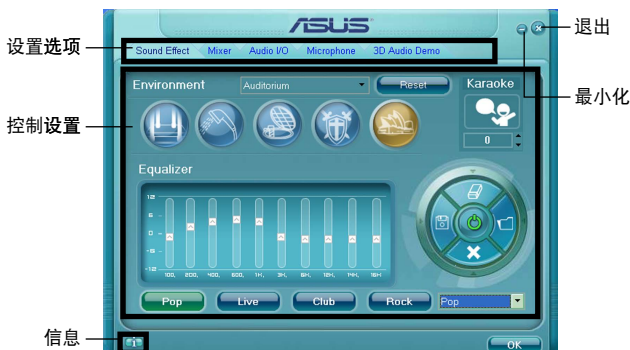 ASUS
退出
设置选项
Sound Effect Mixer Audio I/O Microphone 3D Audio Demo
最小化
Environment Auditorium Reset Karaoke
控制设置
0
Equalizer
12
6
0
-6
-12
100, 200, 400, 600, 1K, 3K, 6K, 12K, 14K, 16K
Pop Live Club Rock Pop
信息
i
OK